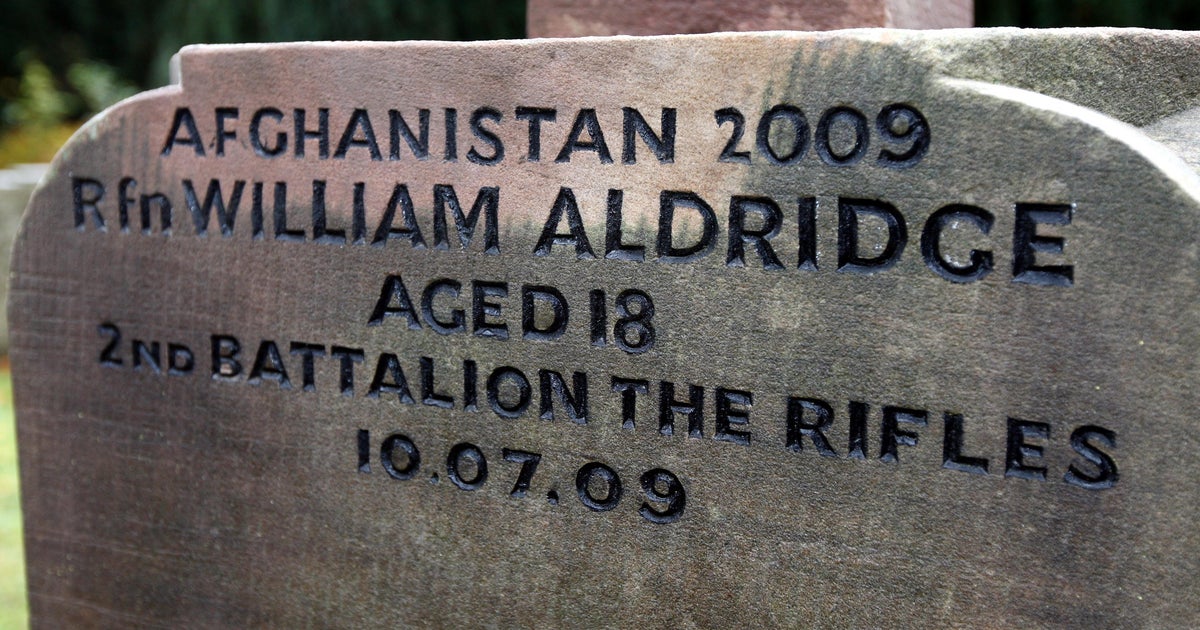 AFGHANISTAN 2009
Rfn WILLIAM ALDRIDGE
AGED 18
2ND BATTALION THE RIFLES
10.07.09